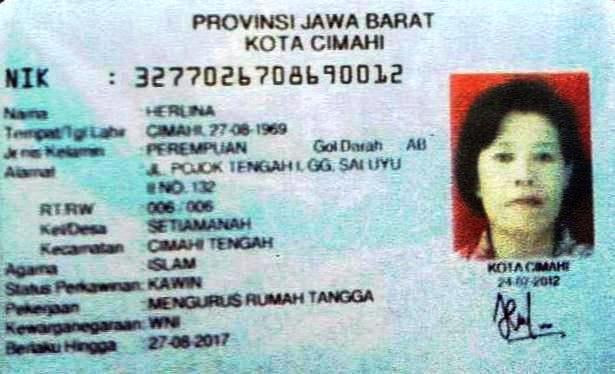 PROVINSI JAWA BARAT
KOTA CIMAHI
NIK : 3277026708690012
Nama : HERLINA
Tempat/Tgl Lahir : CIMAHI, 27-08-1969
Jenis Kelamin : PEREMPUAN Gol Darah AB
Alamat : JL. POJOK TENGAH I, GG. SALUYU
II NO. 132
RT/RW : 006 / 006
Kel/Desa : SETIAMANAH
Kecamatan : CIMAHI TENGAH
Agama : ISLAM
Status Perkawinan: KAWIN
Pekerjaan : MENGURUS RUMAH TANGGA
Kewarganegaraan: WNI
Berlaku Hingga : 27-08-2017
KOTA CIMAHI
24-07-2012